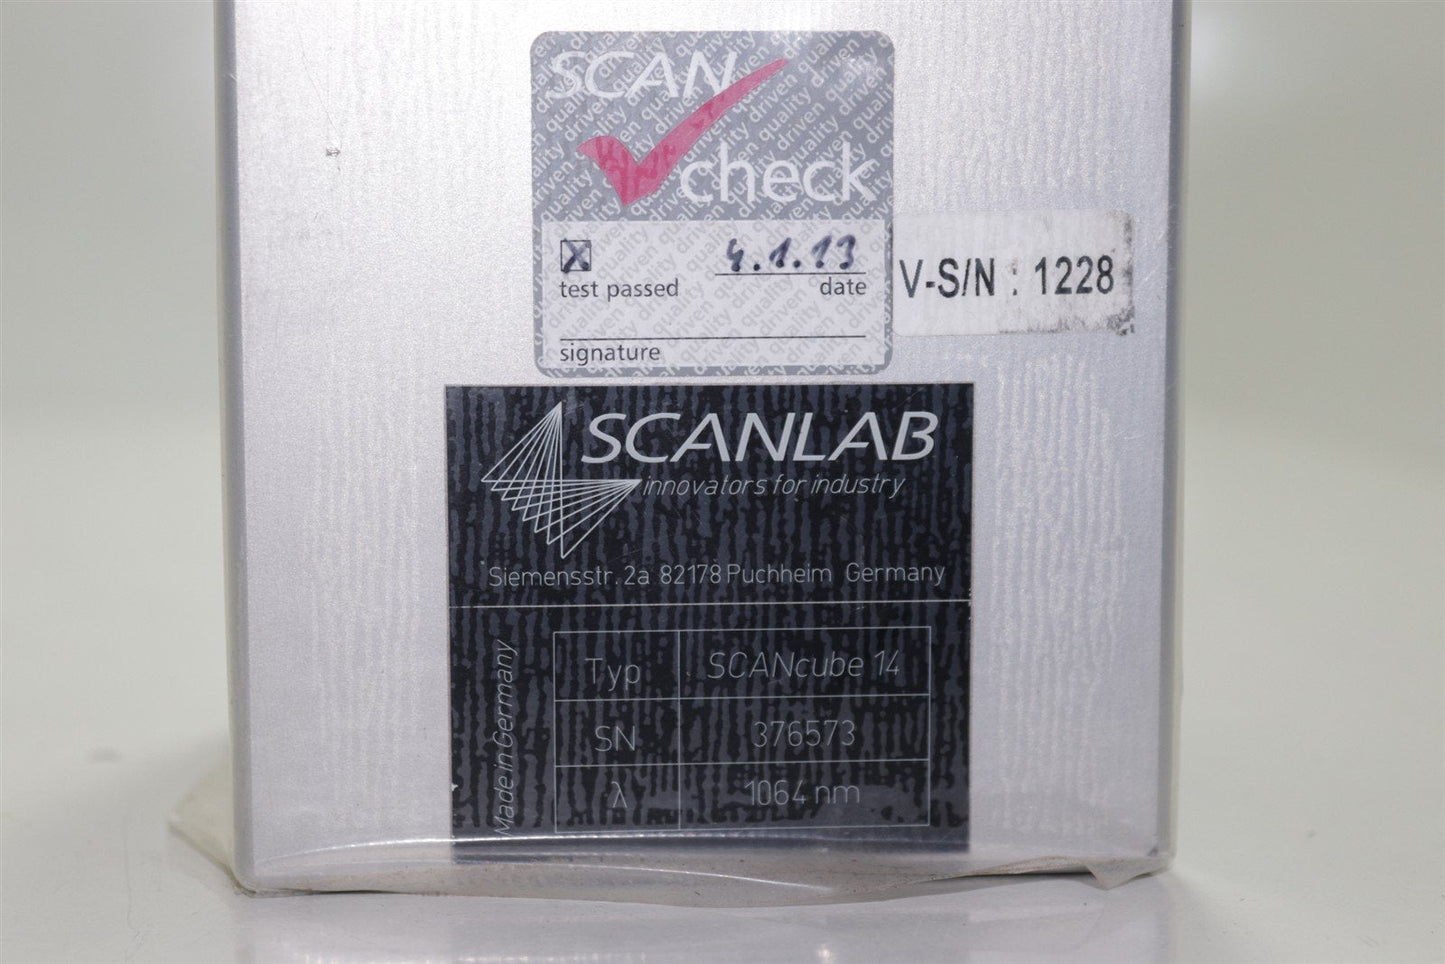 SCAN
check
X
4.1.13
test passed date
signature
V-S/N : 1228
SCANLAB
innovators for industry
Siemensstr. 2a 82178 Puchheim Germany
Made in Germany
Typ SCANcube 14
SN 376573
λ 1064 nm